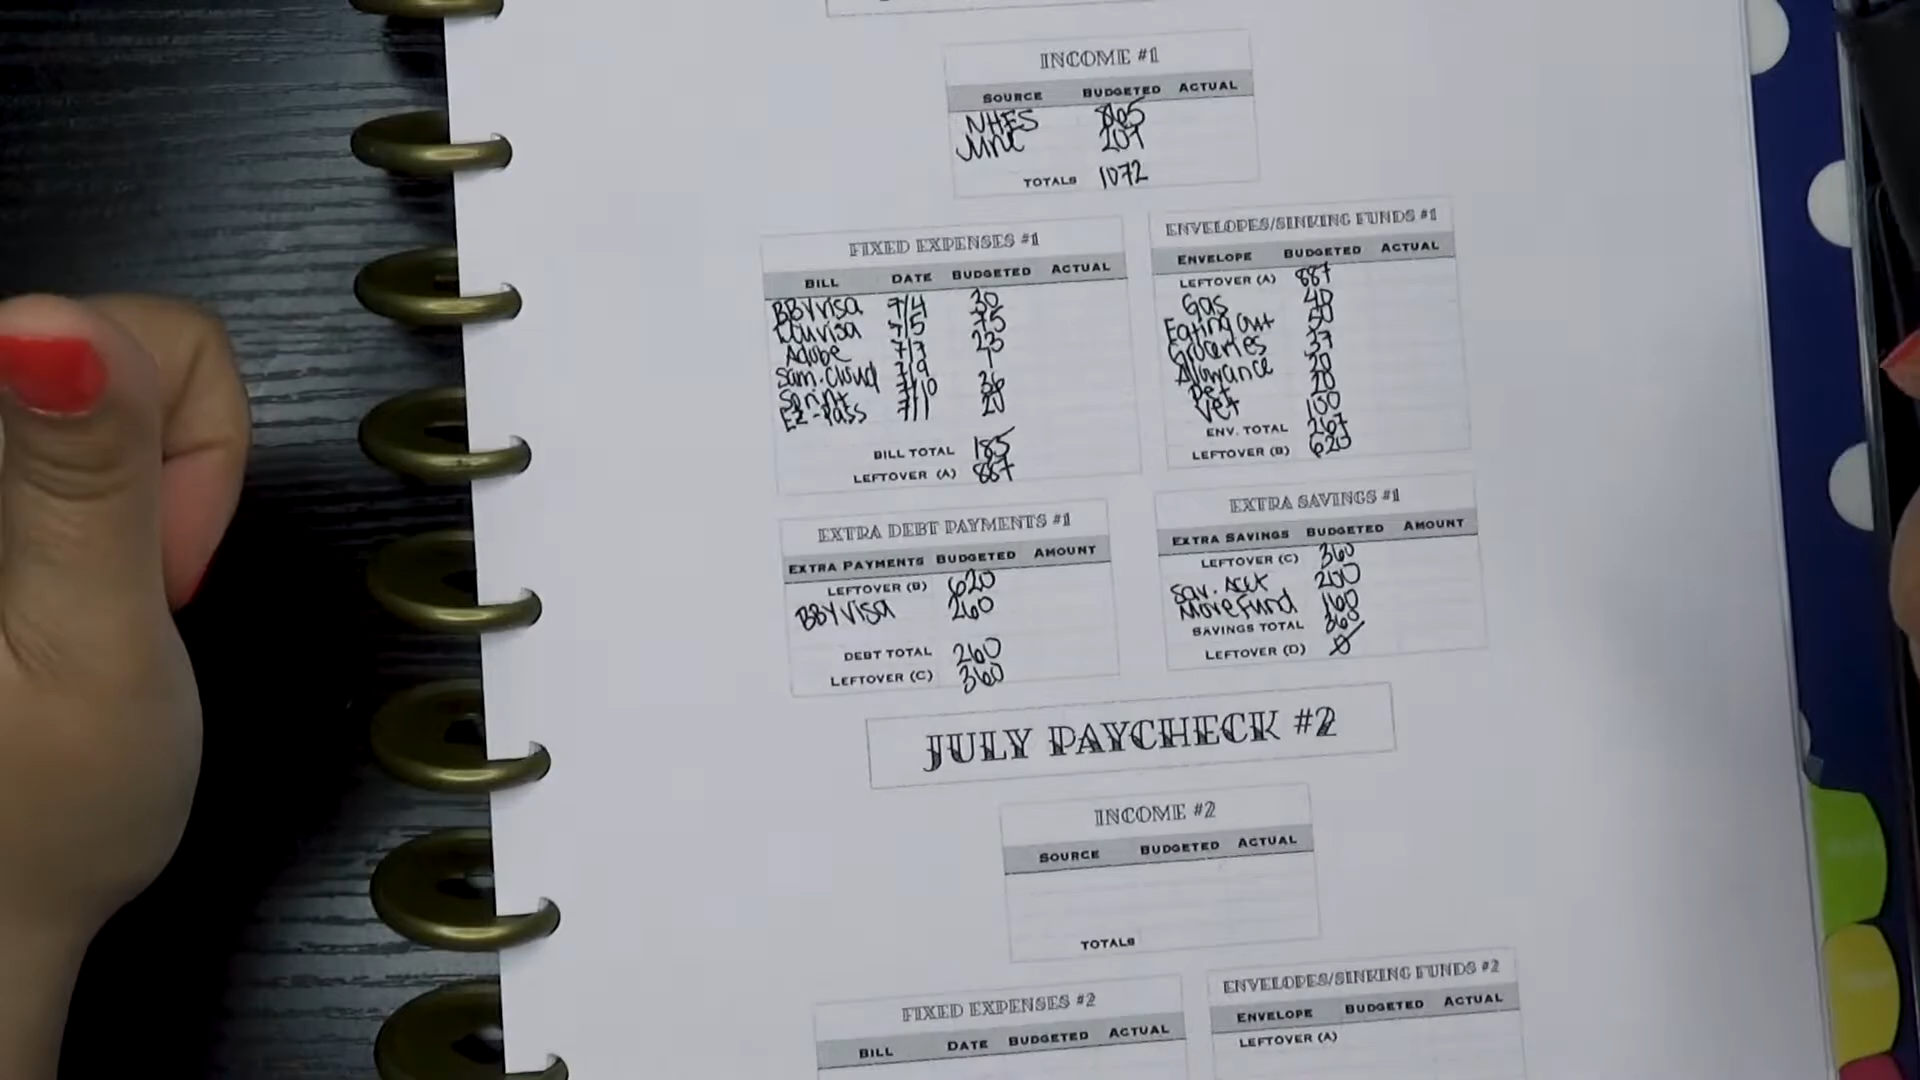 INCOME #1
SOURCE BUDGETED ACTUAL
NHES 865
207
TOTALS 1072
FIXED EXPENSES #1
BILL DATE BUDGETED ACTUAL
BBY Visa 7/4 30
visa 7/5 75
Adobe 7/7 23
Sam. Cloud 7/9 1
Sprint 7/10 36
EZ-Pass 7/11 20
BILL TOTAL 185
LEFTOVER (A) 887
ENVELOPES/SINKING FUNDS #1
ENVELOPE BUDGETED ACTUAL
LEFTOVER (A) 887
Gas 40
Eating Out 50
Groceries 37
Allowance 20
Pet 20
Vet 100
ENV. TOTAL 267
LEFTOVER (B) 620
EXTRA DEBT PAYMENTS #1
EXTRA PAYMENTS BUDGETED AMOUNT
LEFTOVER (B) 620
BBY Visa 260
DEBT TOTAL 260
LEFTOVER (C) 360
EXTRA SAVINGS #1
EXTRA SAVINGS BUDGETED AMOUNT
LEFTOVER (C) 360
Sav. Acct 200
Move Fund 160
SAVINGS TOTAL 360
LEFTOVER (D) 0
JULY PAYCHECK #2
INCOME #2
SOURCE BUDGETED ACTUAL
TOTALS
FIXED EXPENSES #2
BILL DATE BUDGETED ACTUAL
ENVELOPES/SINKING FUNDS #2
ENVELOPE BUDGETED ACTUAL
LEFTOVER (A)